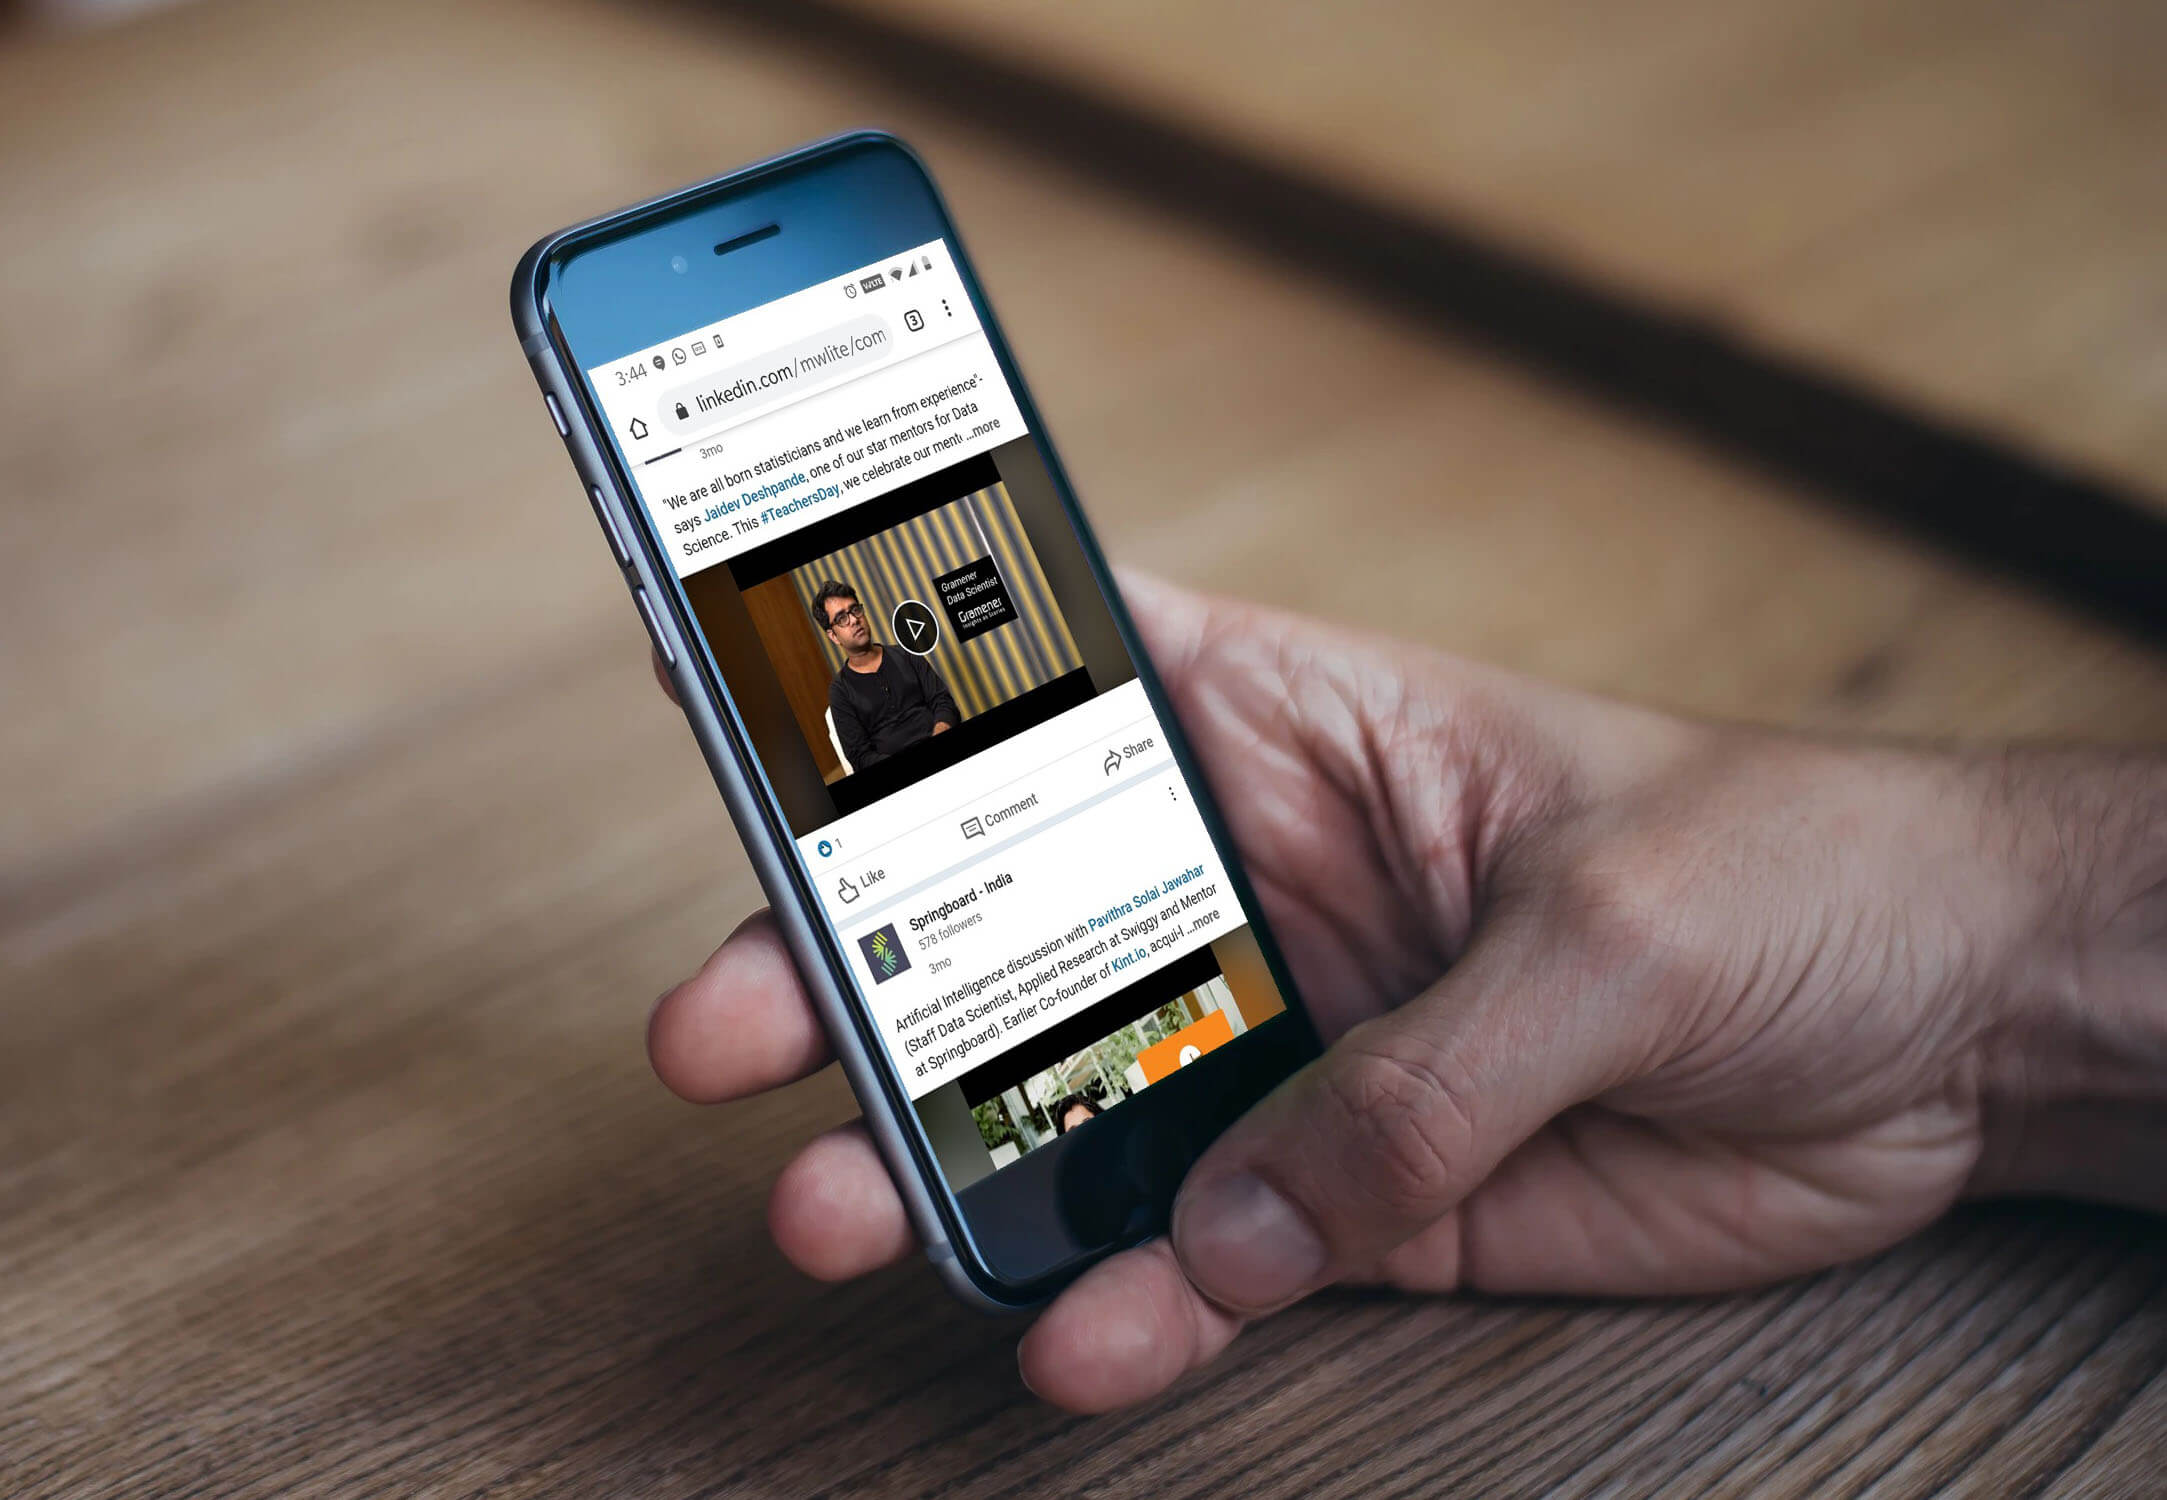 3:44
VoLTE
linkedin.com/mwlite/com
3
3mo
"We are all born statisticians and we learn from experience"-
says Jaidev Deshpande, one of our star mentors for Data
Science. This #TeachersDay, we celebrate our ment ...more
Gramener
Data Scientist
Gramener
Insights as Stories
1
Like
Comment
Share
Springboard - India
578 followers
3mo
Artificial Intelligence discussion with Pavithra Solai Jawahar
(Staff Data Scientist, Applied Research at Swiggy and Mentor
at Springboard). Earlier Co-founder of Kint.io, acqui-l ...more